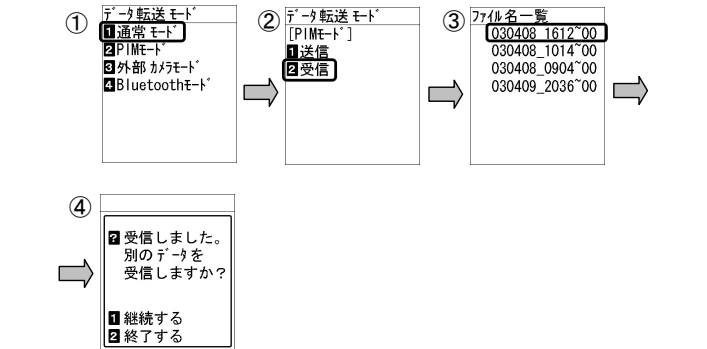 ①
ﾃﾞｰﾀ転送ﾓｰﾄﾞ
1通常ﾓｰﾄﾞ
2PIMﾓｰﾄﾞ
3外部ｶﾒﾗﾓｰﾄﾞ
4Bluetoothﾓｰﾄﾞ
②
ﾃﾞｰﾀ転送ﾓｰﾄﾞ
[PIMﾓｰﾄﾞ]
1送信
2受信
③
ﾌｧｲﾙ名一覧
030408_1612~00
030408_1014~00
030408_0904~00
030409_2036~00
④
?受信しました。
別のﾃﾞｰﾀを
受信しますか?
1継続する
2終了する